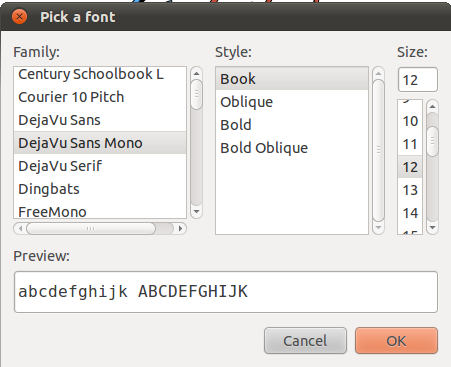 Pick a font
Family:
Century Schoolbook L
Courier 10 Pitch
DejaVu Sans
DejaVu Sans Mono
DejaVu Serif
Dingbats
FreeMono
Style:
Book
Oblique
Bold
Bold Oblique
Size:
12
10
11
12
13
14
Preview:
abcdefghijk ABCDEFGHIJK
Cancel
OK